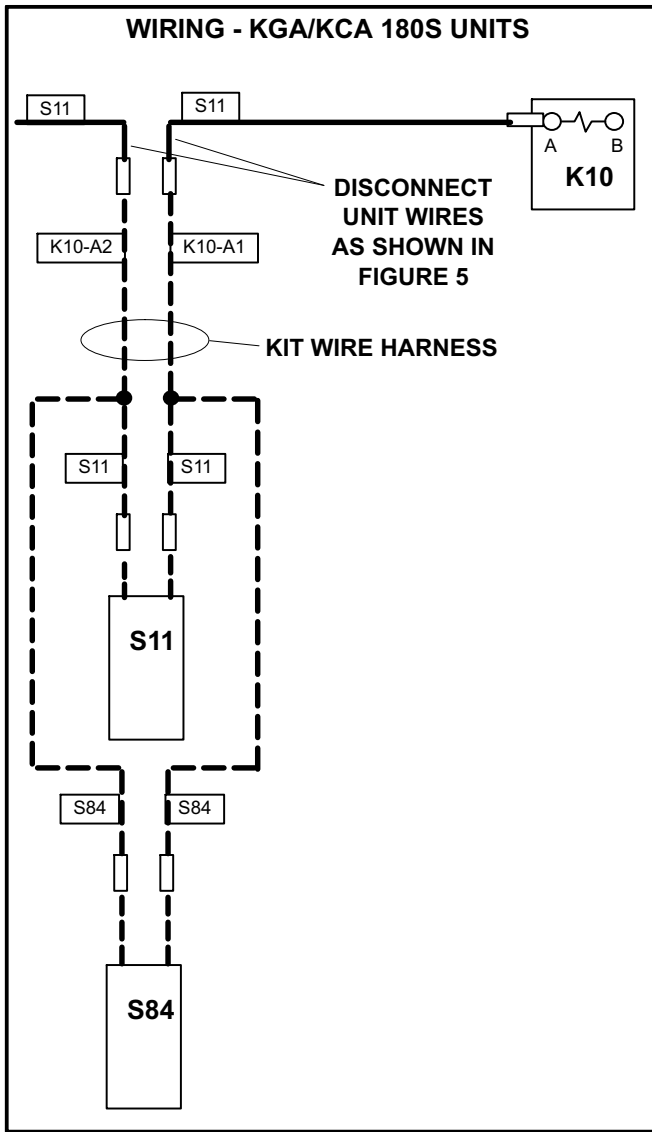 WIRING - KGA/KCA 180S UNITS
S11
S11
A
B
K10
DISCONNECT
UNIT WIRES
AS SHOWN IN
FIGURE 5
K10-A2
K10-A1
KIT WIRE HARNESS
S11
S11
S11
S84
S84
S84